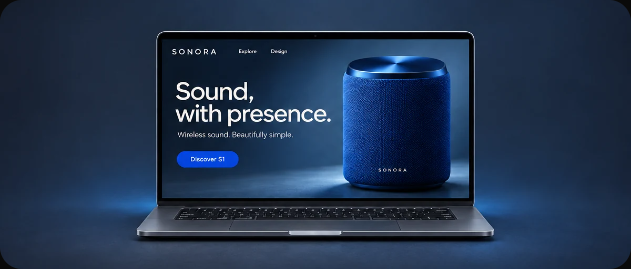 SONORA Explore Design
Sound,
with presence.
Wireless sound. Beautifully simple.
Discover S1
SONORA